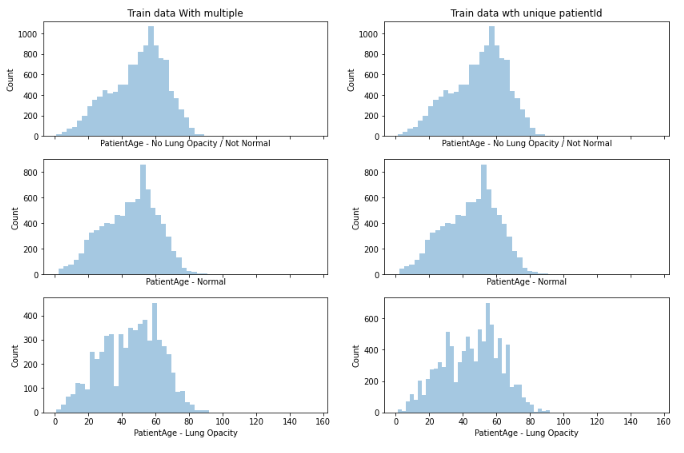 Train data With multiple
Train data wth unique patientId
Count
1000
800
600
400
200
0
PatientAge - No Lung Opacity / Not Normal
Count
1000
800
600
400
200
0
PatientAge - No Lung Opacity / Not Normal
Count
800
600
400
200
0
PatientAge - Normal
Count
800
600
400
200
0
PatientAge - Normal
Count
400
300
200
100
0
0 20 40 60 80 100 120 140 160
PatientAge - Lung Opacity
Count
600
400
200
0
0 20 40 60 80 100 120 140 160
PatientAge - Lung Opacity